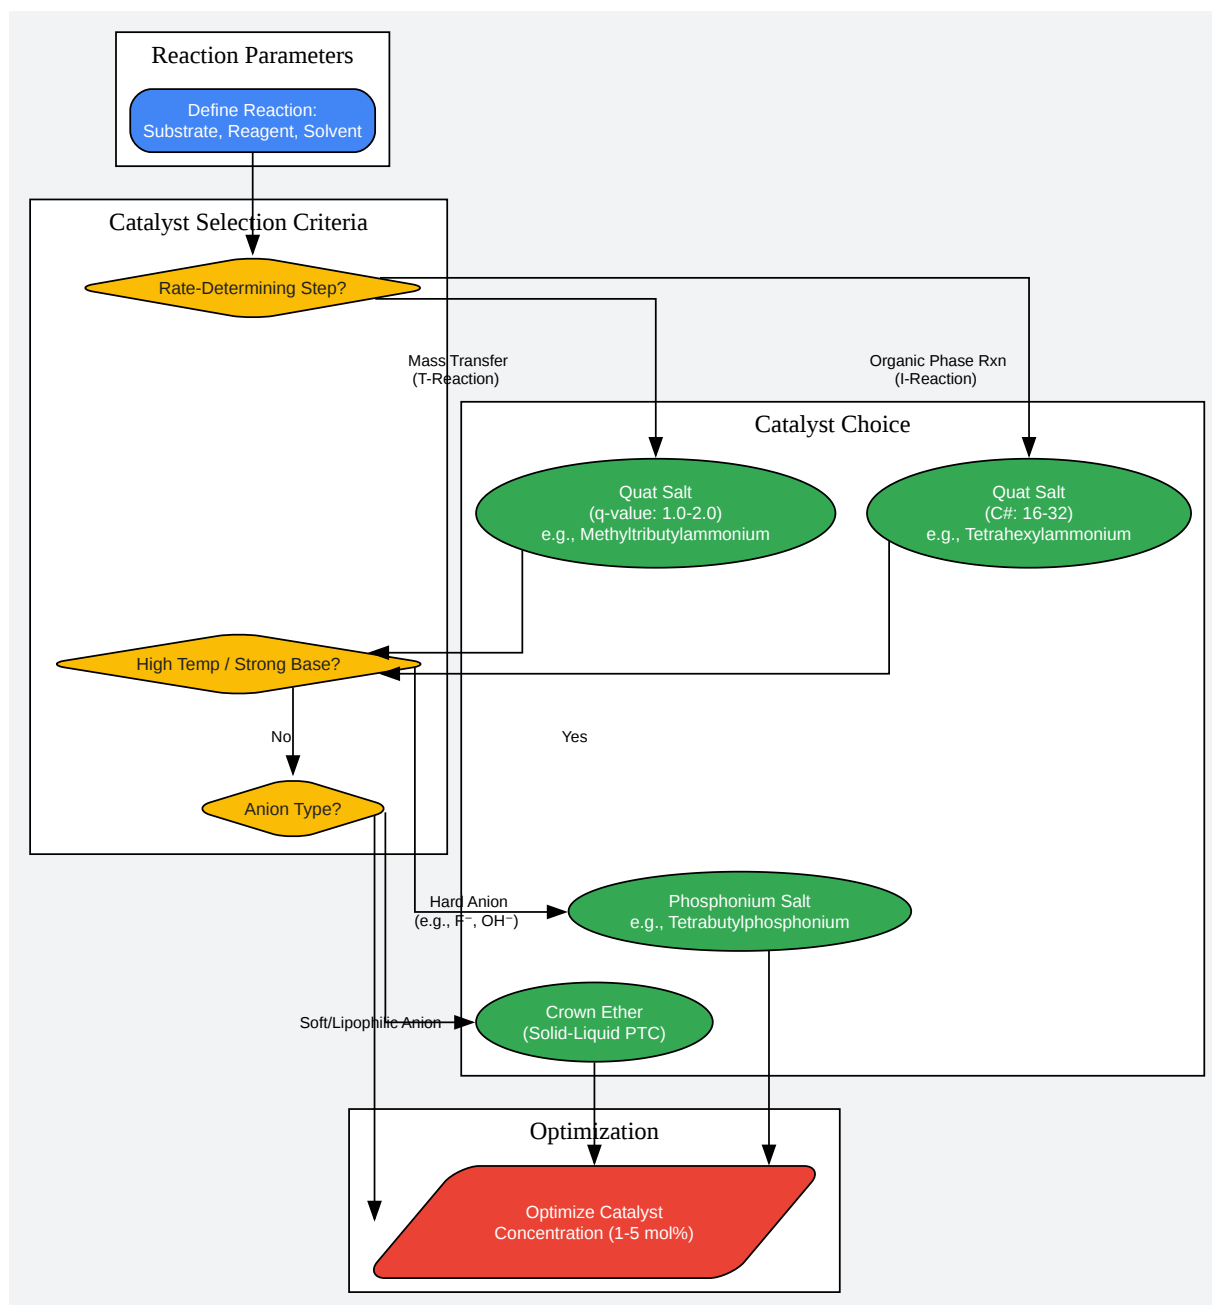 Reaction Parameters
Define Reaction:
Substrate, Reagent, Solvent
Catalyst Selection Criteria
Rate-Determining Step?
Mass Transfer
(T-Reaction)
Organic Phase Rxn
(I-Reaction)
Catalyst Choice
Quat Salt
(q-value: 1.0-2.0)
e.g., Methyltributylammonium
Quat Salt
(C#: 16-32)
e.g., Tetrahexylammonium
High Temp / Strong Base?
No
Yes
Anion Type?
Hard Anion
(e.g., F⁻, OH⁻)
Phosphonium Salt
e.g., Tetrabutylphosphonium
Soft/Lipophilic Anion
Crown Ether
(Solid-Liquid PTC)
Optimization
Optimize Catalyst
Concentration (1-5 mol%)